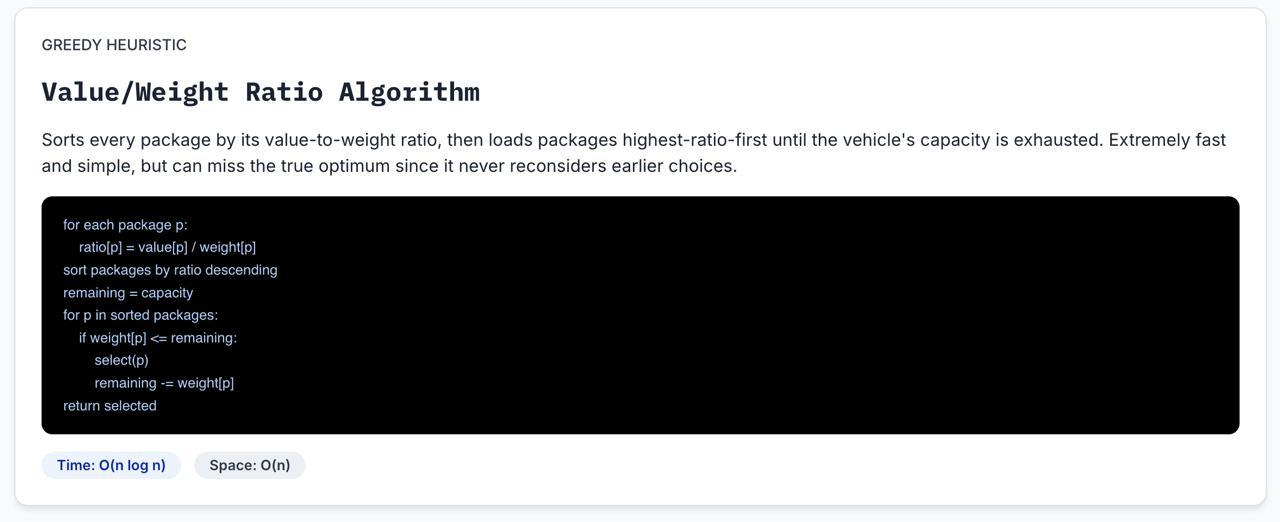 GREEDY HEURISTIC
Value/Weight Ratio Algorithm
Sorts every package by its value-to-weight ratio, then loads packages highest-ratio-first until the vehicle's capacity is exhausted. Extremely fast
and simple, but can miss the true optimum since it never reconsiders earlier choices.
for each package p:
    ratio[p] = value[p] / weight[p]
sort packages by ratio descending
remaining = capacity
for p in sorted packages:
    if weight[p] <= remaining:
        select(p)
        remaining -= weight[p]
return selected
Time: O(n log n) Space: O(n)